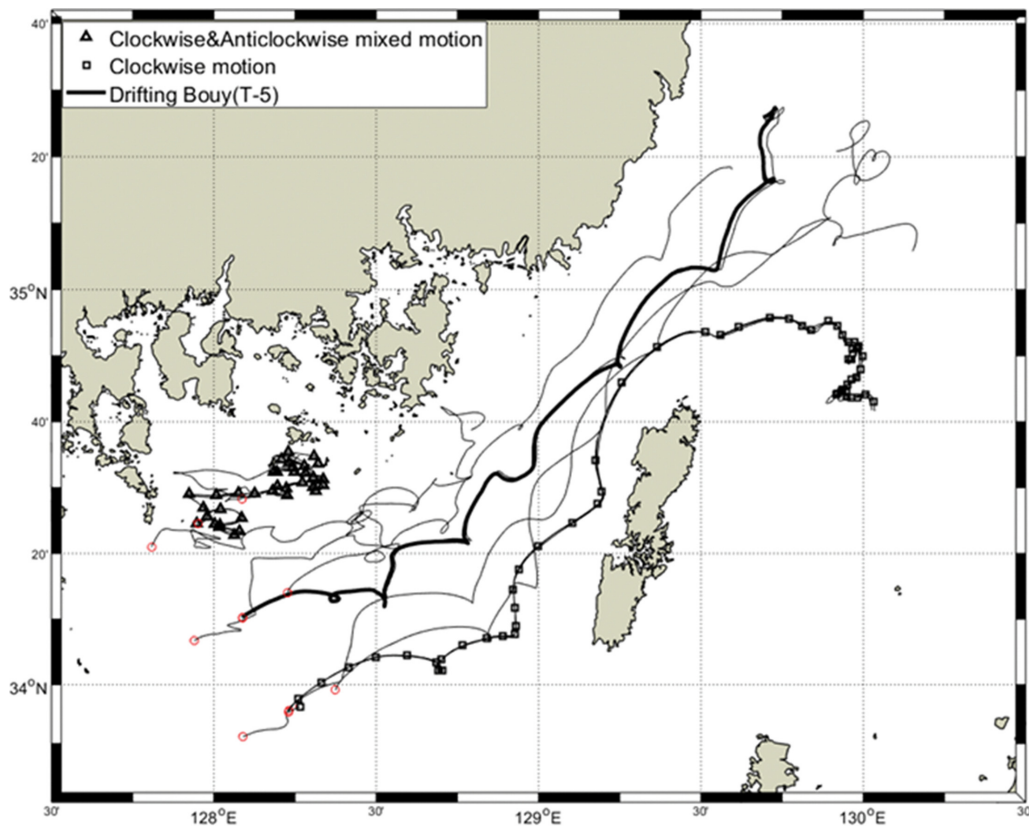 40'
Clockwise&Anticlockwise mixed motion
Clockwise motion
Drifting Bouy(T-5)
20'
35°N
40'
20'
34°N
30'
128°E
30'
129°E
30'
130°E
30